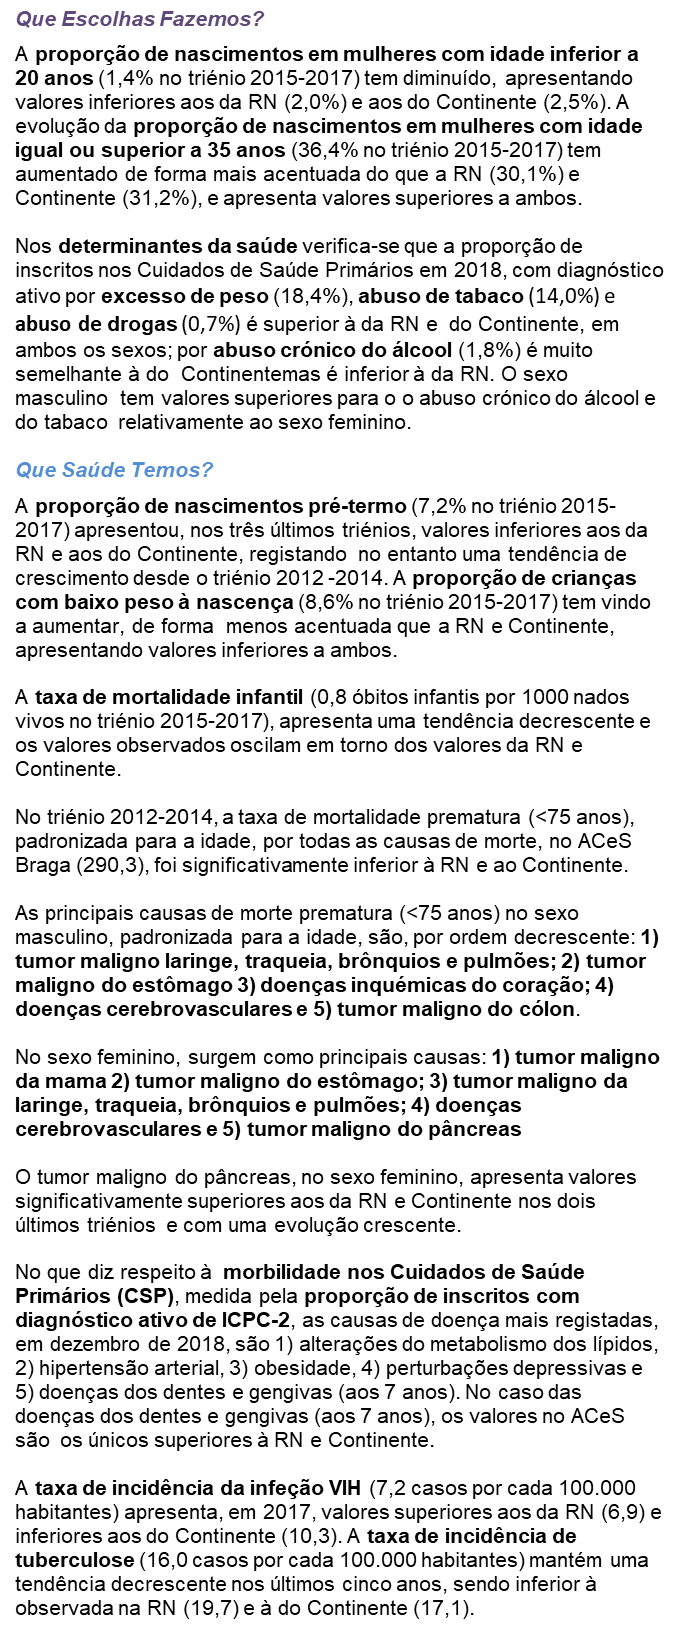 Que Escolhas Fazemos?
A proporção de nascimentos em mulheres com idade inferior a
20 anos (1,4% no triénio 2015-2017) tem diminuído, apresentando
valores inferiores aos da RN (2,0%) e aos do Continente (2,5%). A
evolução da proporção de nascimentos em mulheres com idade
igual ou superior a 35 anos (36,4% no triénio 2015-2017) tem
aumentado de forma mais acentuada do que a RN (30,1%) e
Continente (31,2%), e apresenta valores superiores a ambos.
Nos determantes da saúde verifica-se que a proporção de
inscritos nos Cuidados de Saúde Primários em 2018, com diagnóstico
ativo por excesso de peso (18,4%), abuso de tabaco (14,0%) e
abuso de drogas (0,7%) é superior à da RN e do Continente, em
ambos os sexos; por abuso crónico do álcool (1,8%) é muito
semelhante à do Continentemas é inferior à da RN. O sexo
masculino tem valores superiores para o o abuso crónico do álcool e
do tabaco relativamente ao sexo feminino.
Que Saúde Temos?
A proporção de nascimentos pré-termo (7,2% no triénio 2015-
2017) apresentou, nos três últimos triénios, valores inferiores aos da
RN e aos do Continente, registando no entanto uma tendência de
crescimento desde o triénio 2012 -2014. A proporção de crianças
com baixo peso à nascença (8,6% no triénio 2015-2017) tem vindo
a aumentar, de forma menos acentuada que a RN e Continente,
apresentando valores inferiores a ambos.
A taxa de mortalidade infantil (0,8 óbitos infantis por 1000 nados
vivos no triénio 2015-2017), apresenta uma tendência decrescente e
os valores observados oscilam em torno dos valores da RN e
Continente.
No triénio 2012-2014, a taxa de mortalidade prematura (<75 anos),
padronizada para a idade, por todas as causas de morte, no ACeS
Braga (290,3), foi significativamente inferior à RN e ao Continente.
As principais causas de morte prematura (<75 anos) no sexo
masculino, padronizada para a idade, são, por ordem decrescente: 1)
tumor maligno laringe, traqueia, brônquios e pulmões; 2) tumor
maligno do estômago 3) doenças inquémicas do coração; 4)
doenças cerebrovasculares e 5) tumor maligno do cólon.
No sexo feminino, surgem como principais causas: 1) tumor maligno
da mama 2) tumor maligno do estômago; 3) tumor maligno da
laringe, traqueia, brônquios e pulmões; 4) doenças
cerebrovasculares e 5) tumor maligno do pâncreas
O tumor maligno do pâncreas, no sexo feminino, apresenta valores
significativamente superiores aos da RN e Continente nos dois
últimos triénios e com uma evolução crescente.
No que diz respeito à morbilidade nos Cuidados de Saúde
Primários (CSP), medida pela proporção de inscritos com
diagnóstico ativo de ICPC-2, as causas de doença mais registadas,
em dezembro de 2018, são 1) alterações do metabolismo dos lípidos,
2) hipertensão arterial, 3) obesidade, 4) perturbações depressivas e
5) doenças dos dentes e gengivas (aos 7 anos). No caso das
doenças dos dentes e gengivas (aos 7 anos), os valores no ACeS
são os únicos superiores à RN e Continente.
A taxa de incidência da infeção VIH (7,2 casos por cada 100.000
habitantes) apresenta, em 2017, valores superiores aos da RN (6,9) e
inferiores aos do Continente (10,3). A taxa de incidência de
tuberculose (16,0 casos por cada 100.000 habitantes) mantém uma
tendência decrescente nos últimos cinco anos, sendo inferior à
observada na RN (19,7) e à do Continente (17,1).